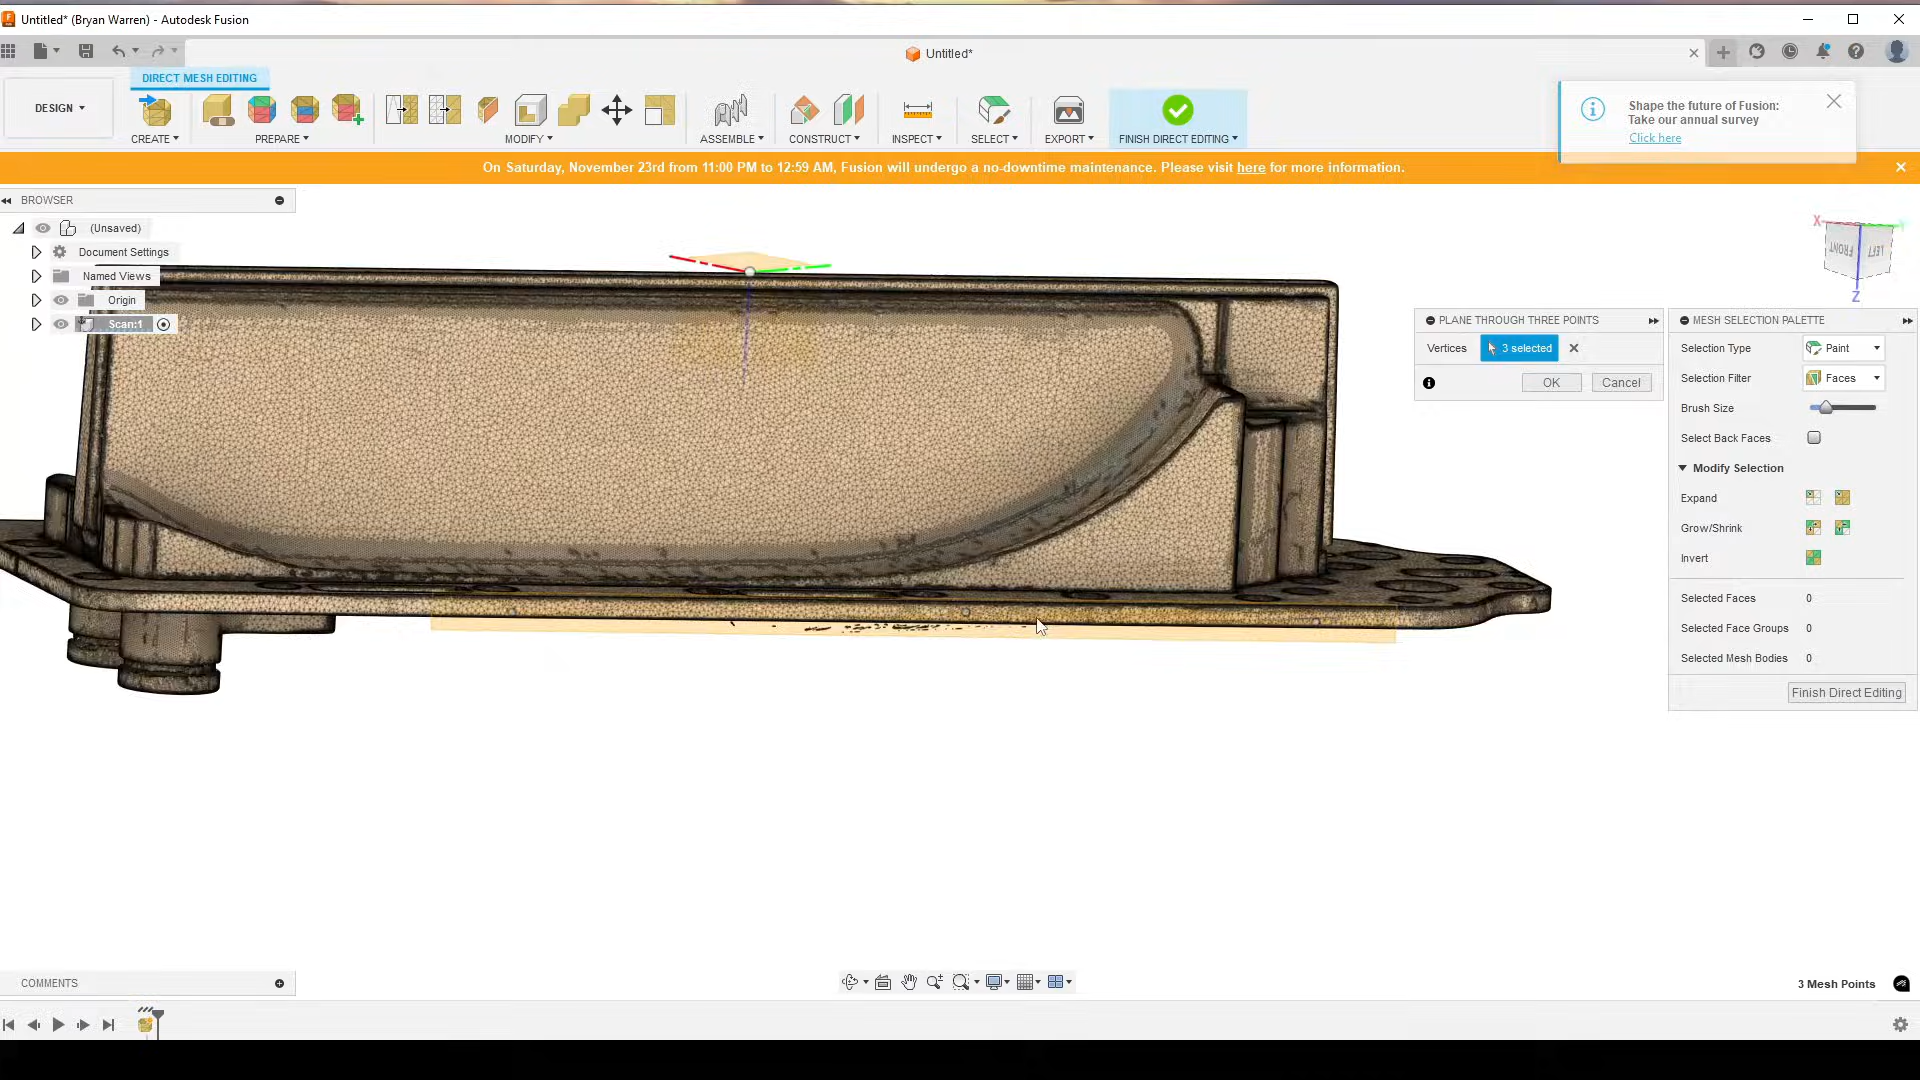 Untitled* (Bryan Warren) - Autodesk Fusion
Untitled*
DIRECT MESH EDITING
DESIGN
CREATE
PREPARE
MODIFY
ASSEMBLE
CONSTRUCT
INSPECT
SELECT
EXPORT
FINISH DIRECT EDITING
Shape the future of Fusion:
Take our annual survey
Click here
On Saturday, November 23rd from 11:00 PM to 12:59 AM, Fusion will undergo a no-downtime maintenance. Please visit here for more information.
BROWSER
(Unsaved)
Document Settings
Named Views
Origin
Scan:1
X
FRONT
LEFT
Z
PLANE THROUGH THREE POINTS
Vertices
3 selected
OK
Cancel
MESH SELECTION PALETTE
Selection Type
Paint
Selection Filter
Faces
Brush Size
Select Back Faces
Modify Selection
Expand
Grow/Shrink
Invert
Selected Faces 0
Selected Face Groups 0
Selected Mesh Bodies 0
Finish Direct Editing
COMMENTS
3 Mesh Points